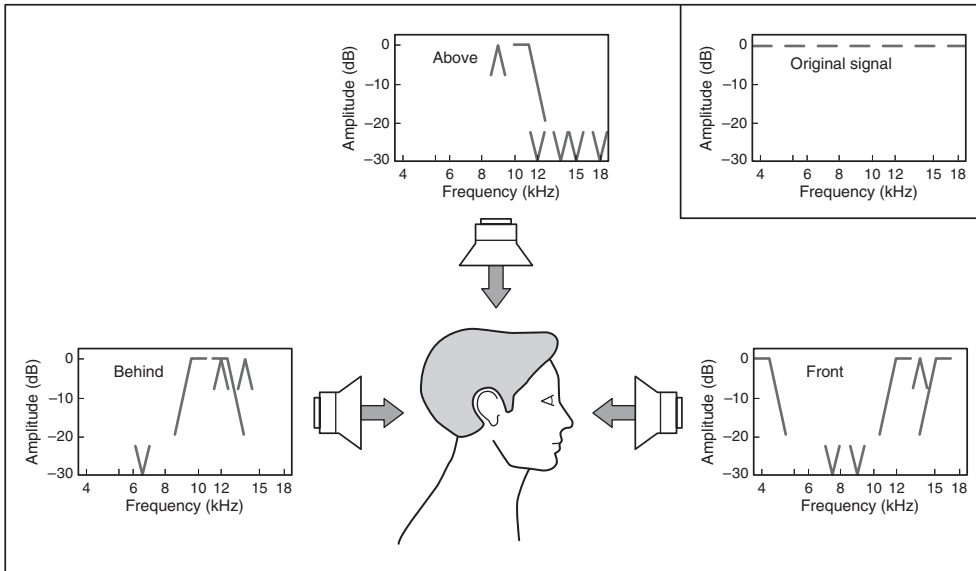 0
Above
−10
−20
−30
Amplitude (dB)
4 6 8 10 12 15 18
Frequency (kHz)
0
Original signal
−10
−20
−30
Amplitude (dB)
4 6 8 10 12 15 18
Frequency (kHz)
0
Behind
−10
−20
−30
Amplitude (dB)
4 6 8 10 12 15 18
Frequency (kHz)
0
Front
−10
−20
−30
Amplitude (dB)
4 6 8 10 12 15 18
Frequency (kHz)